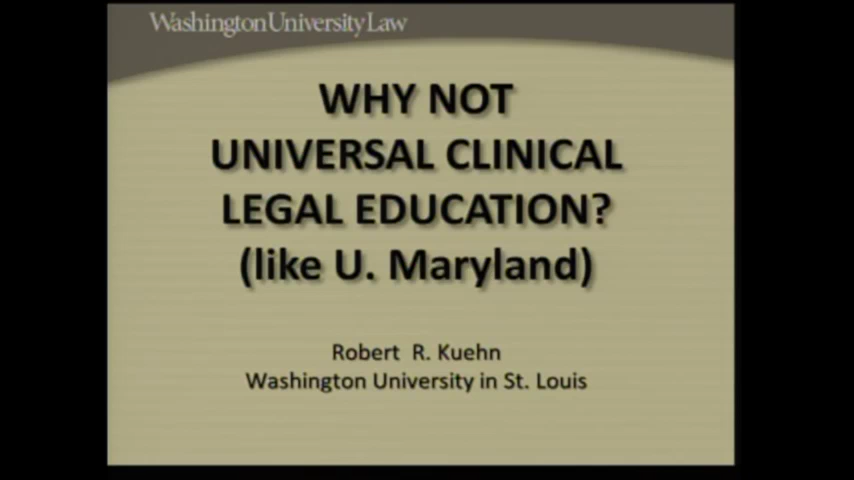 Washington University Law
WHY NOT
UNIVERSAL CLINICAL
LEGAL EDUCATION?
(like U. Maryland)
Robert R. Kuehn
Washington University in St. Louis